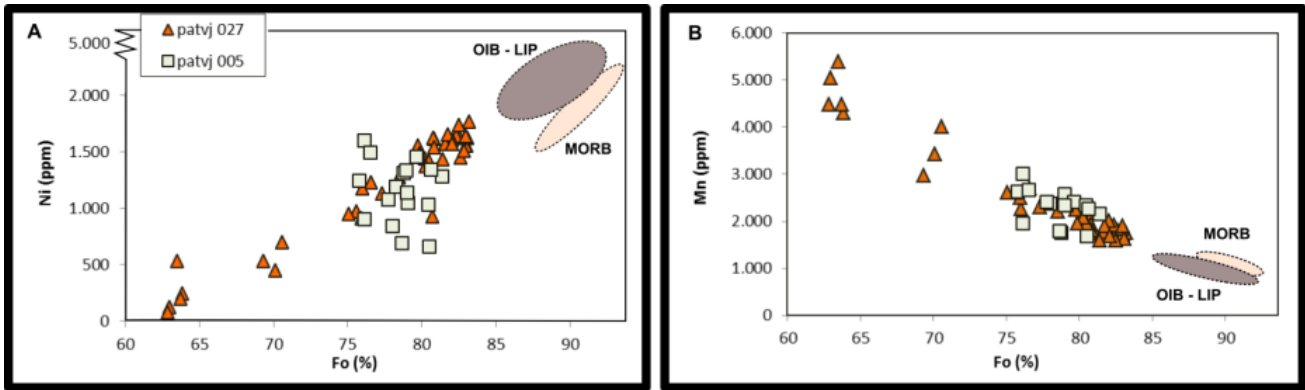 A
patvj 027
patvj 005
OIB - LIP
MORB
5.000
2.000
1.500
1.000
500
0
Ni (ppm)
60 65 70 75 80 85 90
Fo (%)
B
6.000
5.000
4.000
3.000
2.000
1.000
0
Mn (ppm)
MORB
OIB - LIP
60 65 70 75 80 85 90
Fo (%)